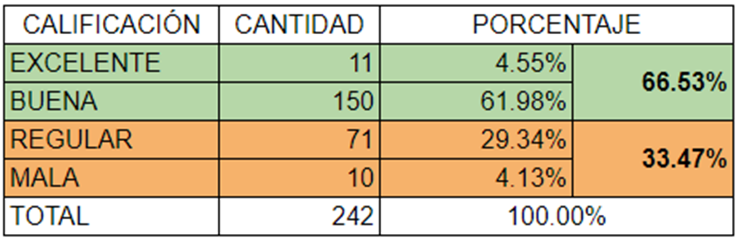 CALIFICACIÓN CANTIDAD PORCENTAJE
EXCELENTE 11 4.55%
66.53%
BUENA 150 61.98%
REGULAR 71 29.34%
33.47%
MALA 10 4.13%
TOTAL 242 100.00%